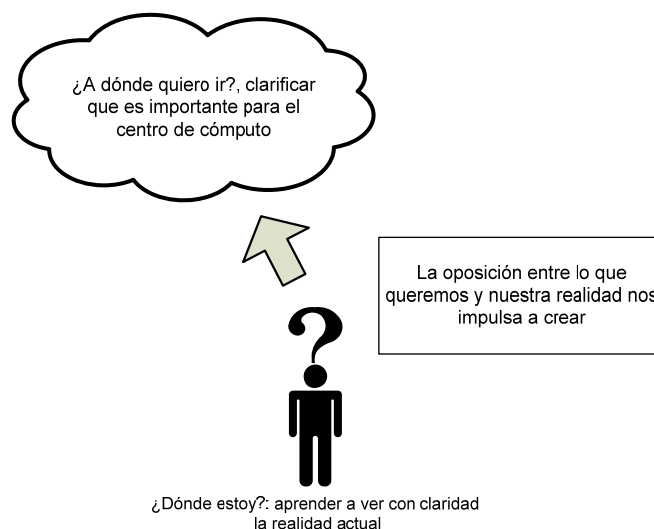 ¿A dónde quiero ir?, clarificar
que es importante para el
centro de cómputo
La oposición entre lo que
queremos y nuestra realidad nos
impulsa a crear
?
¿Dónde estoy?: aprender a ver con claridad
la realidad actual